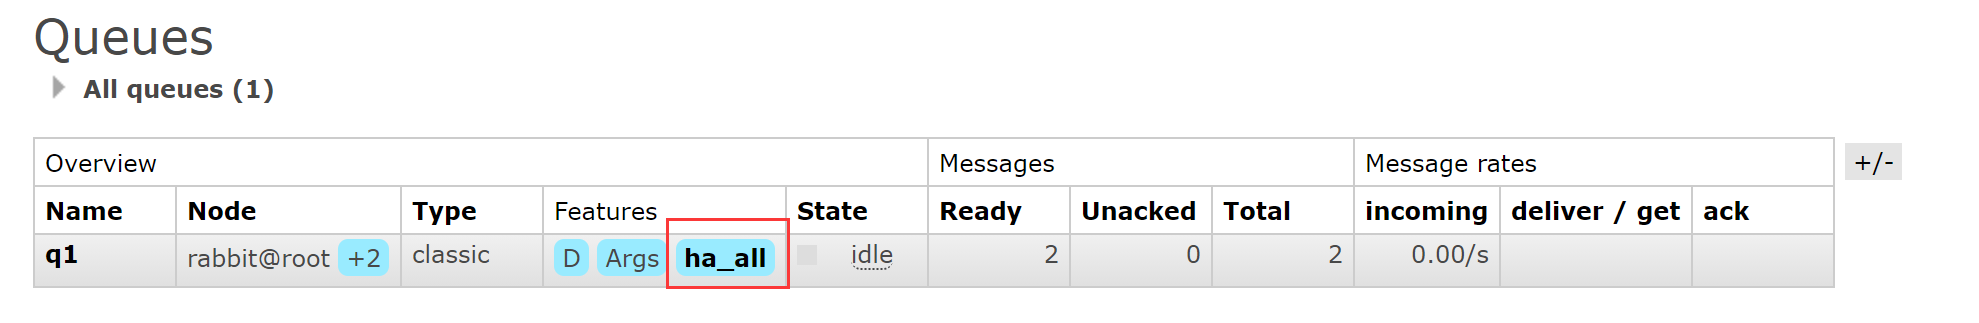 Queues
All queues (1)
Overview Messages Message rates +/-
Name Node Type Features State Ready Unacked Total incoming deliver / get ack
q1 rabbit@root +2 classic D Args ha_all idle 2 0 2 0.00/s